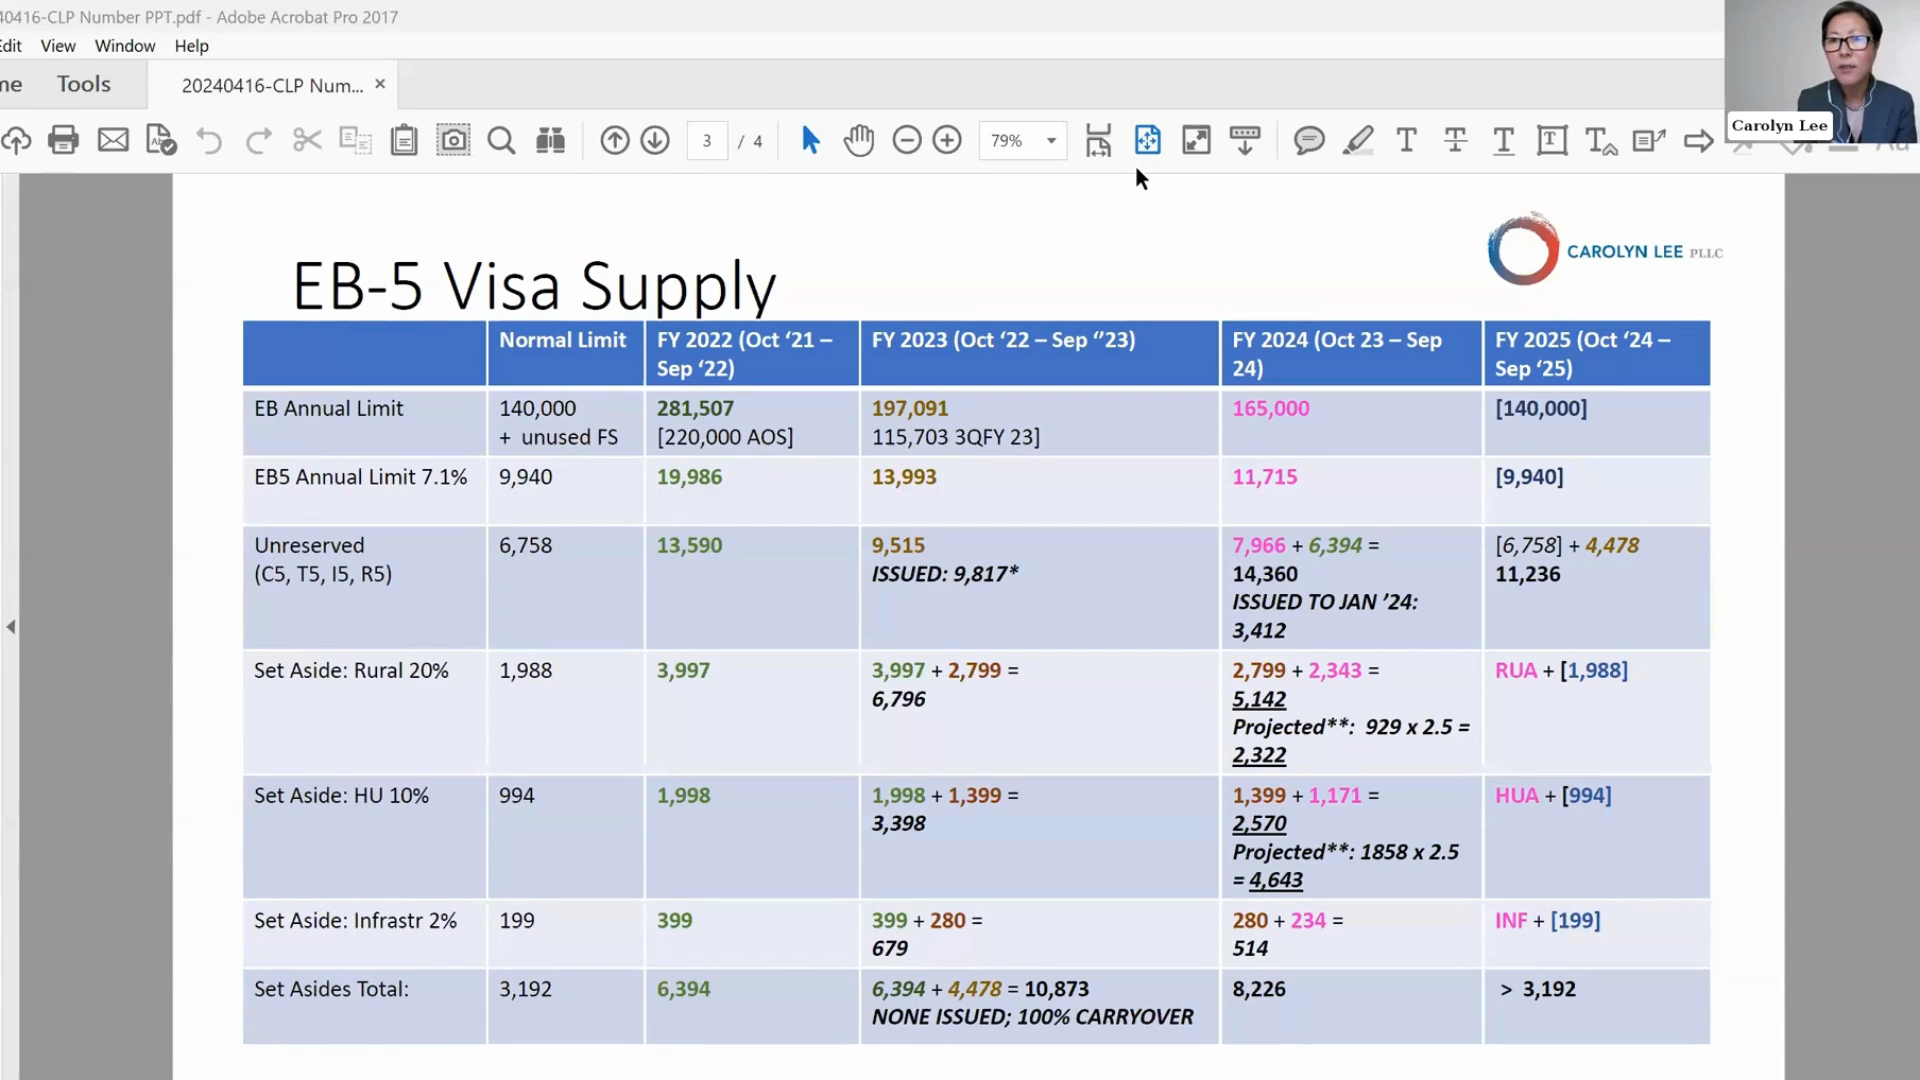 40416-CLP Number PPT.pdf - Adobe Acrobat Pro 2017
Edit View Window Help
me Tools 20240416-CLP Num... ×
3 / 4 79%
Carolyn Lee
CAROLYN LEE PLLC
EB-5 Visa Supply
Normal Limit
FY 2022 (Oct ‘21 –
Sep ‘22)
FY 2023 (Oct ‘22 – Sep ‘’23)
FY 2024 (Oct 23 – Sep
24)
FY 2025 (Oct ‘24 –
Sep ‘25)
EB Annual Limit
140,000
+ unused FS
281,507
[220,000 AOS]
197,091
115,703 3QFY 23]
165,000
[140,000]
EB5 Annual Limit 7.1%
9,940
19,986
13,993
11,715
[9,940]
Unreserved
(C5, T5, I5, R5)
6,758
13,590
9,515
ISSUED: 9,817*
7,966 + 6,394 =
14,360
ISSUED TO JAN ’24:
3,412
[6,758] + 4,478
11,236
Set Aside: Rural 20%
1,988
3,997
3,997 + 2,799 =
6,796
2,799 + 2,343 =
5,142
Projected**: 929 x 2.5 =
2,322
RUA + [1,988]
Set Aside: HU 10%
994
1,998
1,998 + 1,399 =
3,398
1,399 + 1,171 =
2,570
Projected**: 1858 x 2.5
= 4,643
HUA + [994]
Set Aside: Infrastr 2%
199
399
399 + 280 =
679
280 + 234 =
514
INF + [199]
Set Asides Total:
3,192
6,394
6,394 + 4,478 = 10,873
NONE ISSUED; 100% CARRYOVER
8,226
> 3,192